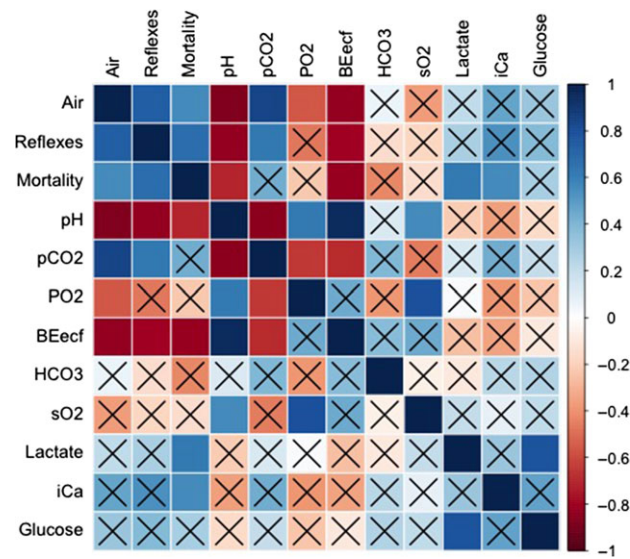 Air Reflexes Mortality pH pCO2 PO2 BEecf HCO3 sO2 Lactate iCa Glucose
Air
Reflexes
Mortality
pH
pCO2
PO2
BEecf
HCO3
sO2
Lactate
iCa
Glucose
1
0.8
0.6
0.4
0.2
0
−0.2
−0.4
−0.6
−0.8
−1